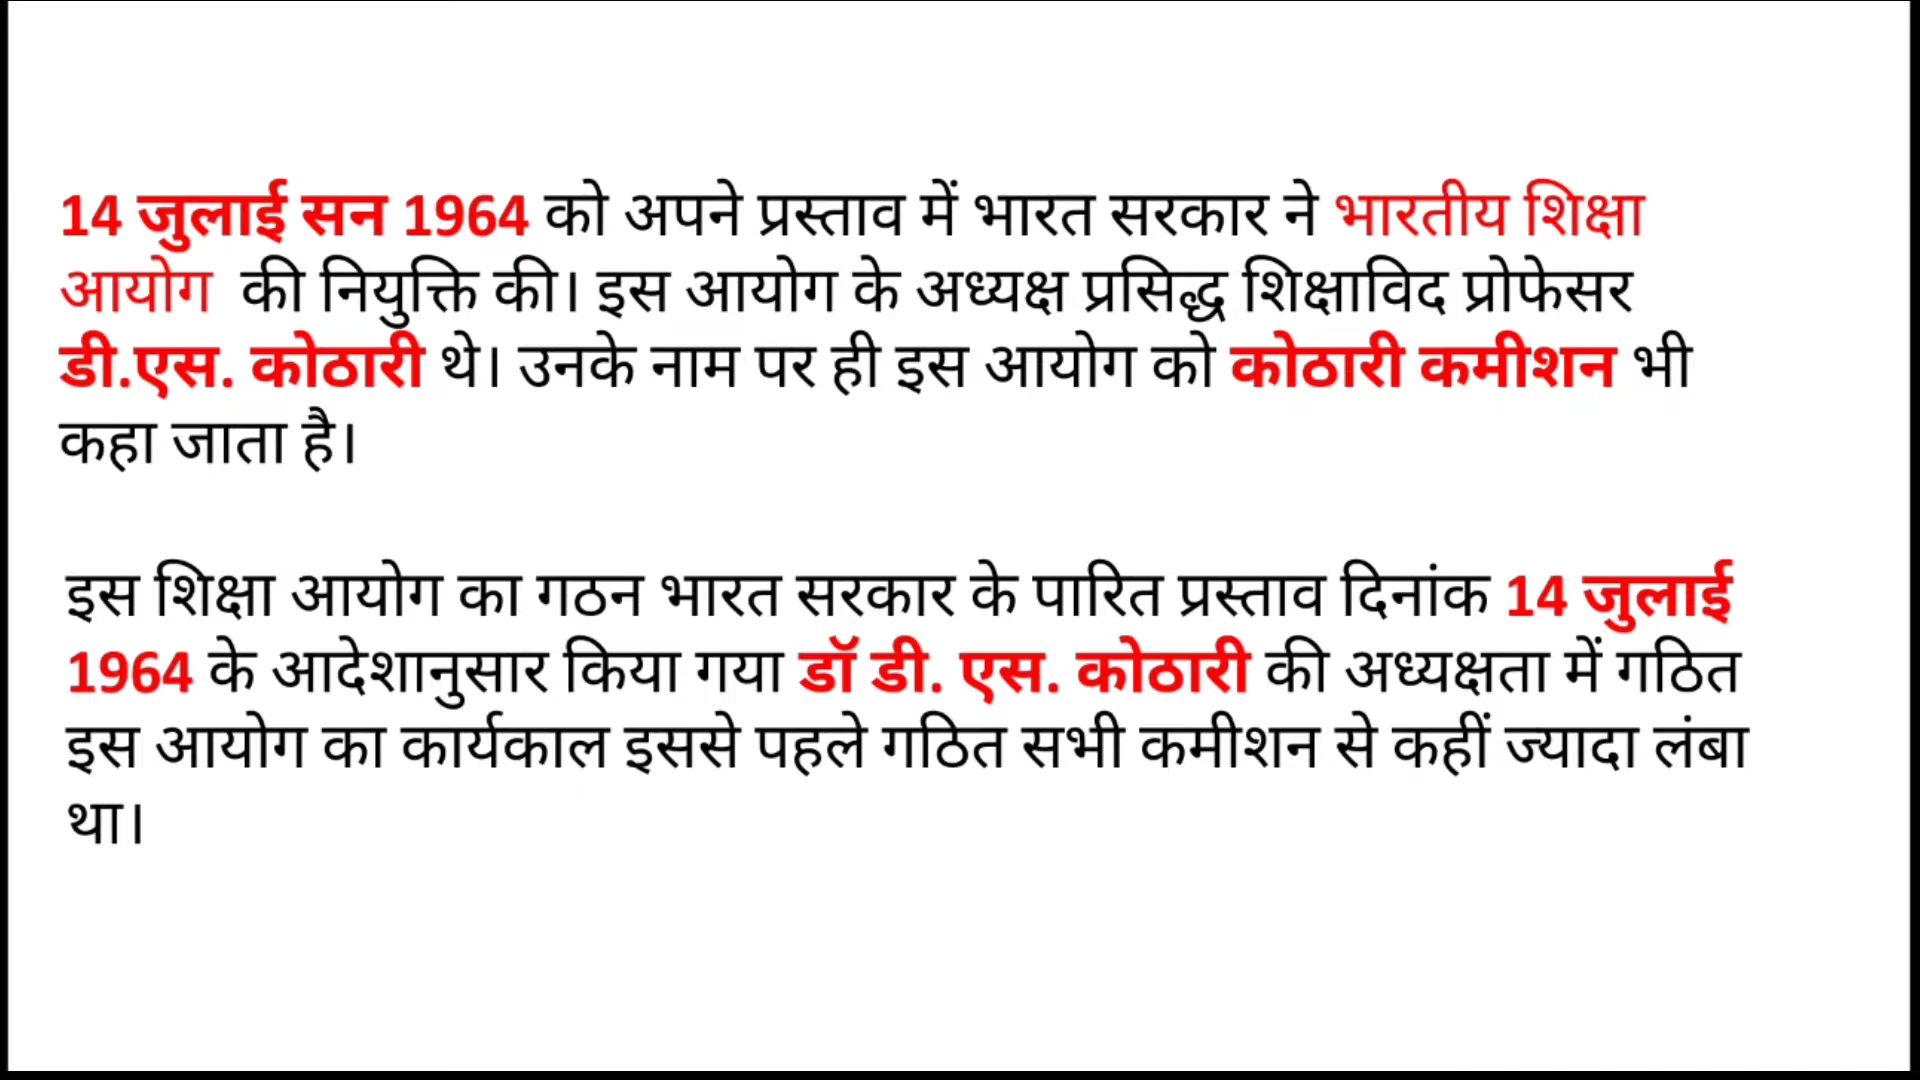 14 जुलाई सन 1964 को अपने प्रस्ताव में भारत सरकार ने भारतीय शिक्षा
आयोग की नियुक्ति की। इस आयोग के अध्यक्ष प्रसिद्ध शिक्षाविद प्रोफेसर
डी.एस. कोठारी थे। उनके नाम पर ही इस आयोग को कोठारी कमीशन भी
कहा जाता है।
इस शिक्षा आयोग का गठन भारत सरकार के पारित प्रस्ताव दिनांक 14 जुलाई
1964 के आदेशानुसार किया गया डॉ डी. एस. कोठारी की अध्यक्षता में गठित
इस आयोग का कार्यकाल इससे पहले गठित सभी कमीशन से कहीं ज्यादा लंबा
था।